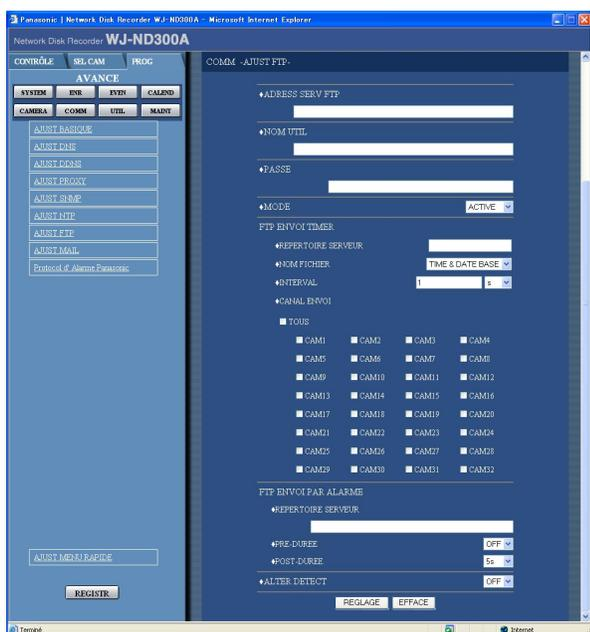 Panasonic | Network Disk Recorder WJ-ND300A - Microsoft Internet Explorer
Network Disk Recorder WJ-ND300A
CONTRÔLE SEL CAM PROG
AVANCE
SYSTEM ENR EVEN CALEND
CAMERA COMM UTIL MAINT
AJUST BASIQUE
AJUST DNS
AJUST DDNS
AJUST PROXY
AJUST SNMP
AJUST NTP
AJUST FTP
AJUST MAIL
Protocol d' Alarme Panasonic
AJUST MENU RAPIDE
REGISTR
COMM -AJUST FTP-
♦ADRESS SERV FTP
♦NOM UTIL
♦PASSE
♦MODE ACTIVE
FTP ENVOI TIMER
♦REPERTOIRE SERVEUR
♦NOM FICHIER TIME & DATE BASE
♦INTERVAL 1 s
♦CANAL ENVOI
TOUS
CAM1 CAM2 CAM3 CAM4
CAM5 CAM6 CAM7 CAM8
CAM9 CAM10 CAM11 CAM12
CAM13 CAM14 CAM15 CAM16
CAM17 CAM18 CAM19 CAM20
CAM21 CAM22 CAM23 CAM24
CAM25 CAM26 CAM27 CAM28
CAM29 CAM30 CAM31 CAM32
FTP ENVOI PAR ALARME
♦REPERTOIRE SERVEUR
♦PRE-DUREE OFF
♦POST-DUREE 5s
♦ALTER DETECT OFF
REGLAGE EFFACE
Terminé Internet